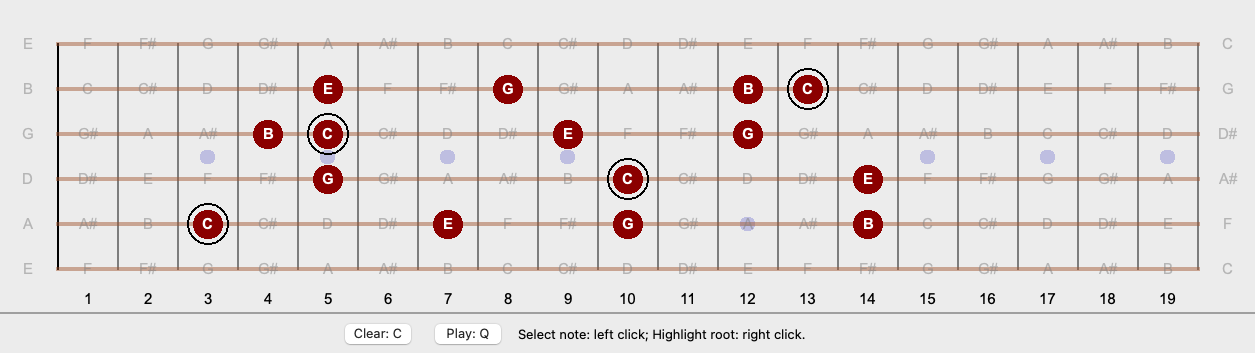 E F F# G G# A A# B C C# D D# E F F# G G# A A# B C
B C C# D D# E F F# G G# A A# B C C# D D# E F F# G
G G# A A# B C C# D D# E F F# G G# A A# B C C# D D#
D D# E F F# G G# A A# B C C# D D# E F F# G G# A A#
A A# B C C# D D# E F F# G G# A A# B C C# D D# E F
E F F# G G# A A# B C C# D D# E F F# G G# A A# B C
1 2 3 4 5 6 7 8 9 10 11 12 13 14 15 16 17 18 19
Clear: C Play: Q Select note: left click; Highlight root: right click.